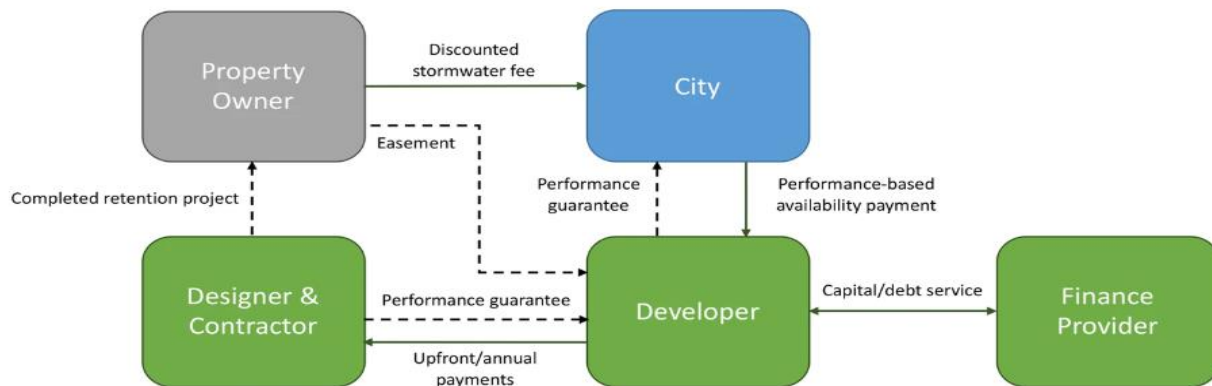 Property
Owner
Discounted
stormwater fee
City
Easement
Completed retention project
Performance
guarantee
Performance-based
availability payment
Designer &
Contractor
Performance guarantee
Upfront/annual
payments
Developer
Capital/debt service
Finance
Provider